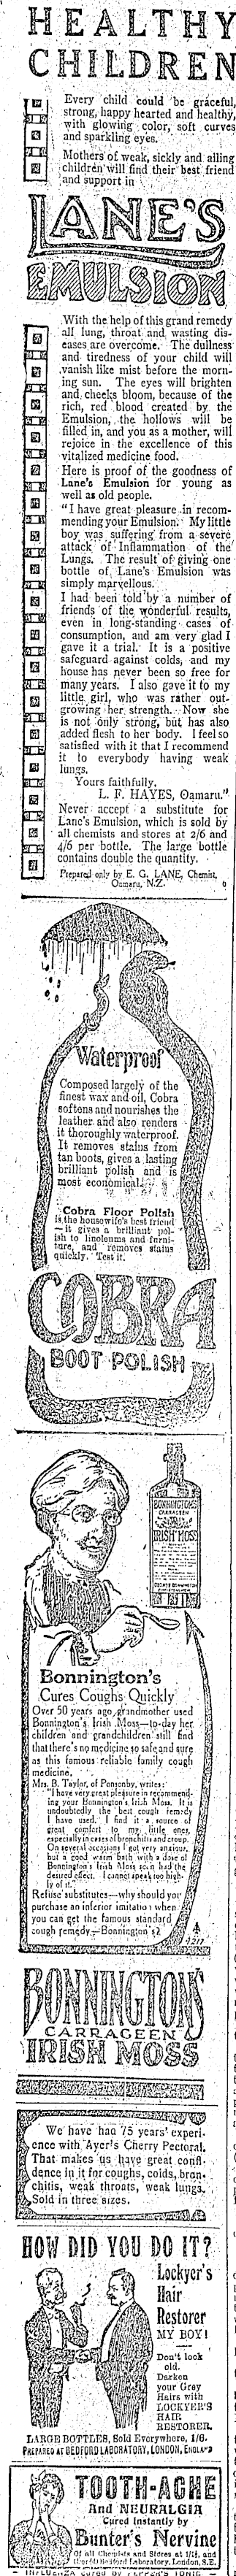 HEALTHY
CHILDREN
Every child could be graceful,
strong, happy hearted and healthy,
with glowing color, soft curves
and sparkling eyes.
Mothers of weak, sickly and ailing
children will find their best friend
and support in
LANE'S
EMULSION
With the help of this grand remedy
all lung, throat and wasting dis-
eases are overcome. The dullness
and tiredness of your child will
vanish like mist before the morn-
ing sun. The eyes will brighten
and cheeks bloom, because of the
rich, red blood created by the
Emulsion, the hollows will be
filled in, and you as a mother, will
rejoice in the excellence of this
vitalized medicine food.
Here is proof of the goodness of
Lane's Emulsion for young as
well as old people.
"I have great pleasure in recom-
mending your Emulsion. My little
boy was suffering from a severe
attack of Inflammation of the
Lungs. The result of giving one
bottle of Lane's Emulsion was
simply marvellous.
I had been told by a number of
friends of the wonderful results,
even in long-standing cases of
consumption, and am very glad I
gave it a trial. It is a positive
safeguard against colds, and my
house has never been so free for
many years. I also gave it to my
little girl, who was rather out-
growing her strength. Now she
is not only strong, but has also
added flesh to her body. I feel so
satisfied with it that I recommend
it to everybody having weak
lungs.
Yours faithfully,
L. F. HAYES, Oamaru."
Never accept a substitute for
Lane's Emulsion, which is sold by
all chemists and stores at 2/6 and
4/6 per bottle. The large bottle
contains double the quantity.
Prepared only by E. G. LANE, Chemist,
Oamaru, N.Z. 6
Waterproof
Composed largely of the
finest wax and oil, Cobra
softens and nourishes the
leather and also renders
it thoroughly waterproof.
It removes stains from
tan boots, gives a lasting
brilliant polish and is
most economical.
Cobra Floor Polish
is the housewife's best friend
—it gives a brilliant pol-
ish to linoleums and furni-
ture, and removes stains
quickly. Test it.
COBRA
BOOT POLISH
BONNINGTON'S
CARRAGEEN
IRISH MOSS
Bonnington's
Cures Coughs Quickly
Over 50 years ago grandmother used
Bonnington's Irish Moss—to-day her
children and grandchildren still find
that there's no medicine so safe and sure
as this famous reliable family cough
medicine.
Mrs. B. Taylor, of Ponsonby, writes:
"I have very great pleasure in recommend-
ing your Bonnington's Irish Moss. It is
undoubtedly the best cough remedy
I have used. I find it a source of
great comfort to my little ones,
especially in cases of bronchitis and croup.
On several occasions I got very anxious,
but a good warm bath with a dose of
Bonnington's Irish Moss soon had the
desired effect. I cannot speak too high-
ly of it."
Refuse substitutes—why should you
purchase an inferior imitation when
you can get the famous standard
cough remedy—Bonnington's?
BONNINGTON'S
CARRAGEEN
IRISH MOSS
We have had 75 years' experi-
ence with Ayer's Cherry Pectoral.
That makes us have great confi-
dence in it for coughs, colds, bron-
chitis, weak throats, weak lungs.
Sold in three sizes.
HOW DID YOU DO IT?
Lockyer's
Hair
Restorer
MY BOY!
Don't look
old.
Darken
your Grey
Hairs with
LOCKYER'S
HAIR
RESTORER.
LARGE BOTTLES, Sold Everywhere, 1/6.
PREPARED AT BEDFORD LABORATORY, LONDON, ENGLAND
TOOTH-ACHE
And NEURALGIA
Cured Instantly by
Bunter's Nervine
Of all Chemists and Stores at 1/1½, and
Bedford Laboratory, London, S.E.
INFLUENZA cured by PEPPER'S TONIC